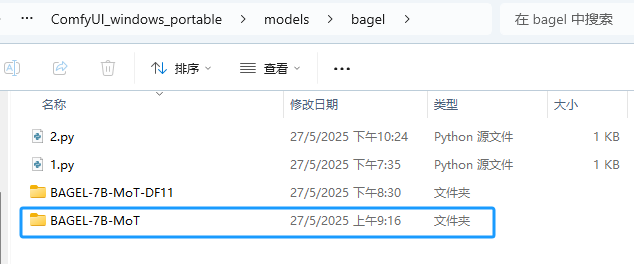 ComfyUI_windows_portable > models > bagel >
在 bagel 中搜索
排序 查看 ...
名称 修改日期 类型 大小
2.py 27/5/2025 下午10:24 Python 源文件 1 KB
1.py 27/5/2025 下午7:35 Python 源文件 1 KB
BAGEL-7B-MoT-DF11 27/5/2025 下午8:30 文件夹
BAGEL-7B-MoT 27/5/2025 上午9:16 文件夹